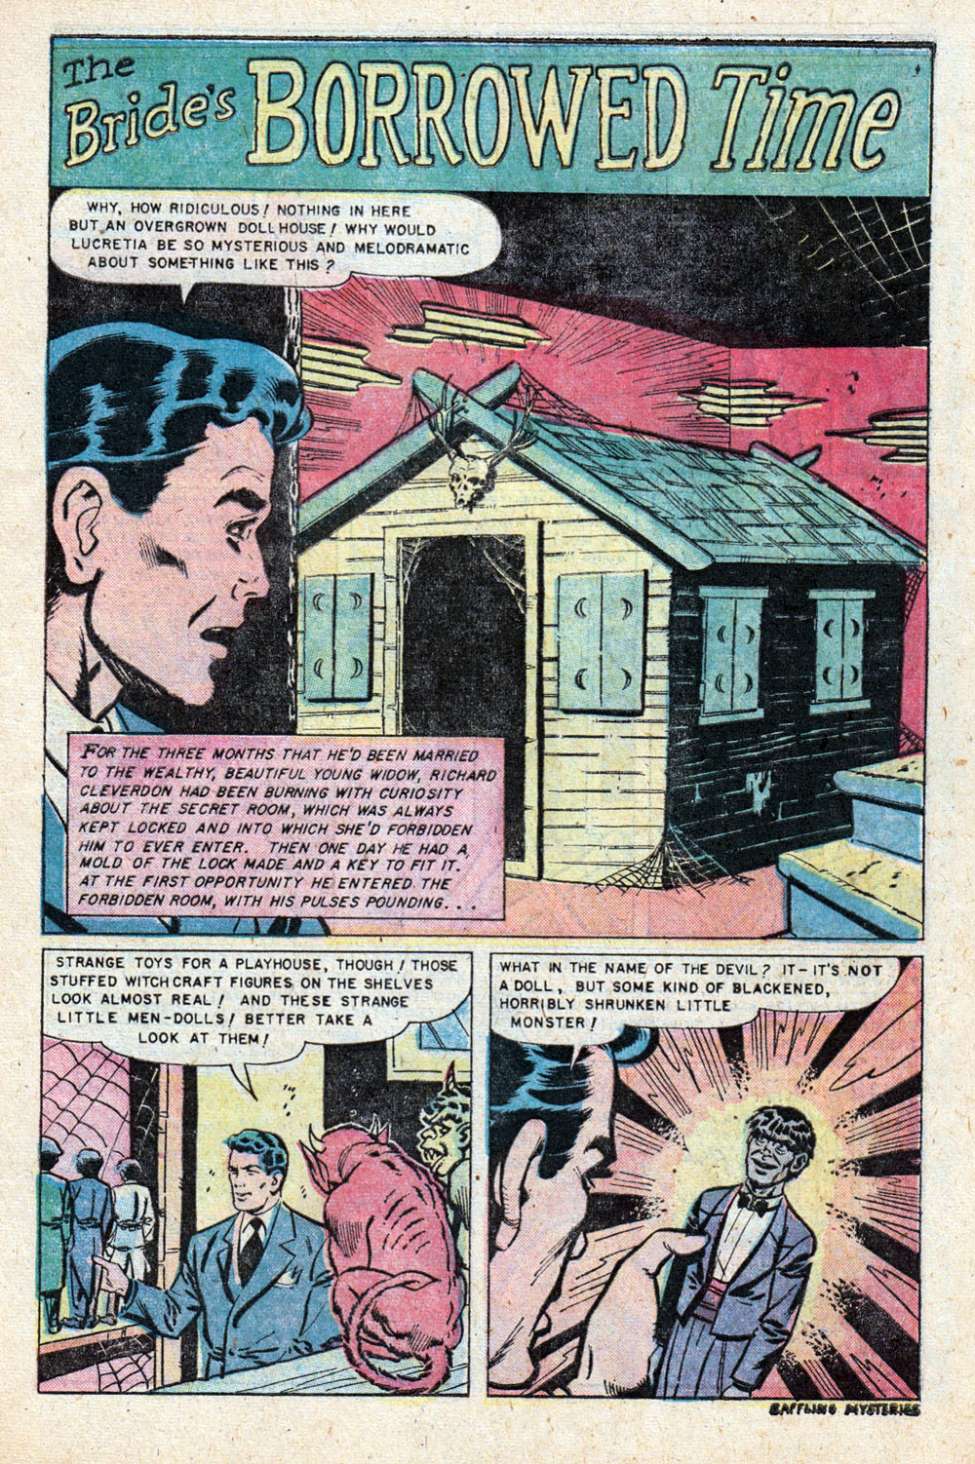 The
Bride's BORROWED Time
WHY, HOW RIDICULOUS! NOTHING IN HERE
BUT AN OVERGROWN DOLLHOUSE! WHY WOULD
LUCRETIA BE SO MYSTERIOUS AND MELODRAMATIC
ABOUT SOMETHING LIKE THIS?
FOR THE THREE MONTHS THAT HE'D BEEN MARRIED
TO THE WEALTHY, BEAUTIFUL YOUNG WIDOW, RICHARD
CLEVERDON HAD BEEN BURNING WITH CURIOSITY
ABOUT THE SECRET ROOM, WHICH WAS ALWAYS
KEPT LOCKED AND INTO WHICH SHE'D FORBIDDEN
HIM TO EVER ENTER. THEN ONE DAY HE HAD A
MOLD OF THE LOCK MADE AND A KEY TO FIT IT.
AT THE FIRST OPPORTUNITY HE ENTERED THE
FORBIDDEN ROOM, WITH HIS PULSES POUNDING...
STRANGE TOYS FOR A PLAYHOUSE, THOUGH! THOSE
STUFFED WITCHCRAFT FIGURES ON THE SHELVES
LOOK ALMOST REAL! AND THESE STRANGE
LITTLE MEN-DOLLS! BETTER TAKE A
LOOK AT THEM!
WHAT IN THE NAME OF THE DEVIL? IT-IT'S NOT
A DOLL, BUT SOME KIND OF BLACKENED,
HORRIBLY SHRUNKEN LITTLE
MONSTER!
BAFFLING MYSTERIES